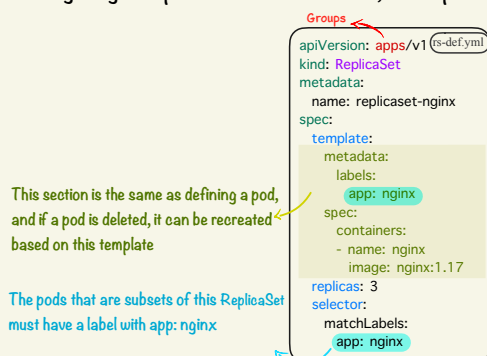 Groups
apiVersion: apps/v1 rs-def.yml
kind: ReplicaSet
metadata:
name: replicaset-nginx
spec:
template:
metadata:
labels:
app: nginx
spec:
containers:
- name: nginx
image: nginx:1.17
replicas: 3
selector:
matchLabels:
app: nginx
This section is the same as defining a pod,
and if a pod is deleted, it can be recreated
based on this template
The pods that are subsets of this ReplicaSet
must have a label with app: nginx